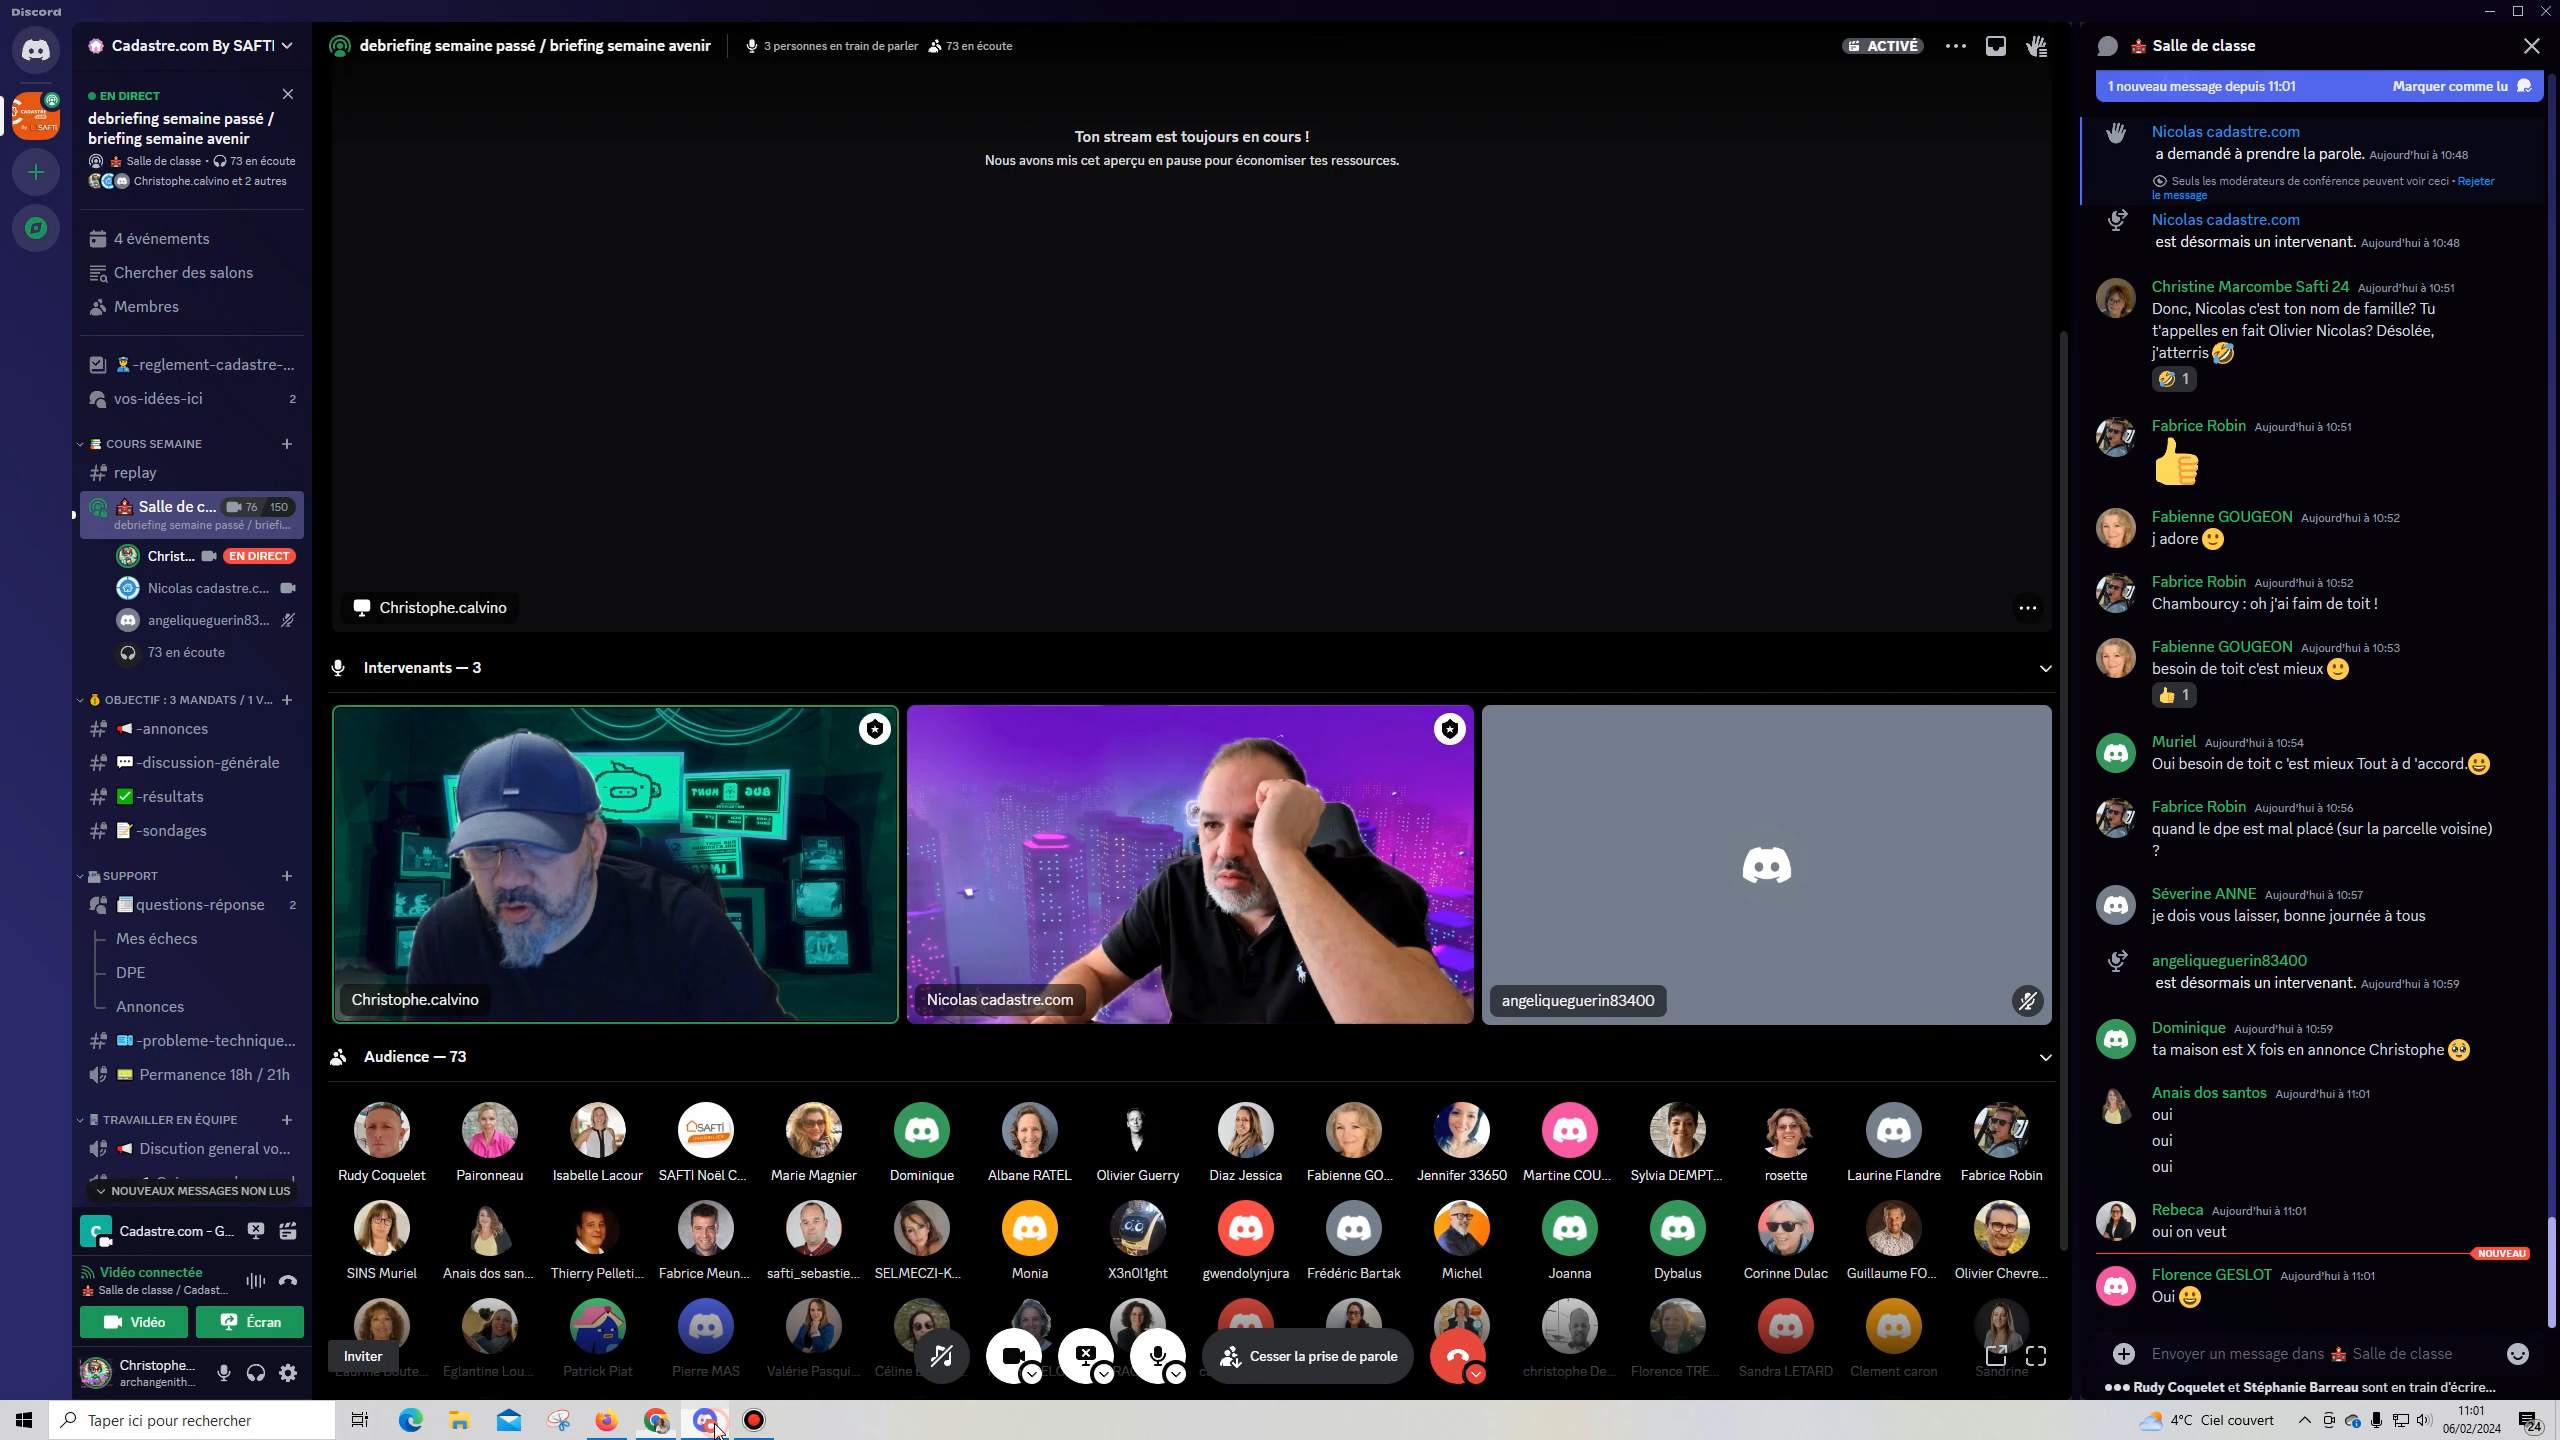 Discord
Cadastre.com By SAFTI
EN DIRECT
debriefing semaine passé /
briefing semaine avenir
Salle de classe • 73 en écoute
Christophe.calvino et 2 autres
4 événements
Chercher des salons
Membres
-reglement-cadastre-...
vos-idées-ici 2
COURS SEMAINE
replay
Salle de c... 76 150
debriefing semaine passé / briefi...
Christ... EN DIRECT
Nicolas cadastre.c...
angeliqueguerin83...
73 en écoute
OBJECTIF : 3 MANDATS / 1 V...
-annonces
-discussion-générale
-résultats
-sondages
SUPPORT
questions-réponse 2
Mes échecs
DPE
Annonces
-probleme-technique...
Permanence 18h / 21h
TRAVAILLER EN ÉQUIPE
Discution general vo...
NOUVEAUX MESSAGES NON LUS
Cadastre.com - G...
Vidéo connectée
Salle de classe / Cadast...
Vidéo Écran
Christophe...
archangenith...
debriefing semaine passé / briefing semaine avenir 3 personnes en train de parler 73 en écoute
ACTIVÉ
Ton stream est toujours en cours !
Nous avons mis cet aperçu en pause pour économiser tes ressources.
Christophe.calvino
Intervenants — 3
BUG HUNT
Christophe.calvino
Nicolas cadastre.com
angeliqueguerin83400
Audience — 73
SAFTI
Rudy Coquelet Paironneau Isabelle Lacour SAFTI Noël C... Marie Magnier Dominique Albane RATEL Olivier Guerry Diaz Jessica Fabienne GO... Jennifer 33650 Martine COU... Sylvia DEMPT... rosette Laurine Flandre Fabrice Robin
SINS Muriel Anais dos san... Thierry Pelleti... Fabrice Meun... safti_sebastie... SELMECZI-K... Monia X3n0l1ght gwendolynjura Frédéric Bartak Michel Joanna Dybalus Corinne Dulac Guillaume FO... Olivier Chevre...
Eglantine Lou... Patrick Piat Pierre MAS Valérie Pasqui... christophe De... Florence TRE... Sandra LETARD Clement caron Sandrine
Inviter
Cesser la prise de parole
Salle de classe
1 nouveau message depuis 11:01 Marquer comme lu
Nicolas cadastre.com
a demandé à prendre la parole. Aujourd'hui à 10:48
Seuls les modérateurs de conférence peuvent voir ceci • Rejeter
le message
Nicolas cadastre.com
est désormais un intervenant. Aujourd'hui à 10:48
Christine Marcombe Safti 24 Aujourd'hui à 10:51
Donc, Nicolas c'est ton nom de famille? Tu
t'appelles en fait Olivier Nicolas? Désolée,
j'atterris 🤣
🤣 1
Fabrice Robin Aujourd'hui à 10:51
👍
Fabienne GOUGEON Aujourd'hui à 10:52
j adore 🙂
Fabrice Robin Aujourd'hui à 10:52
Chambourcy : oh j'ai faim de toit !
Fabienne GOUGEON Aujourd'hui à 10:53
besoin de toit c'est mieux 🙂
👍 1
Muriel Aujourd'hui à 10:54
Oui besoin de toit c 'est mieux Tout à d 'accord.😀
Fabrice Robin Aujourd'hui à 10:56
quand le dpe est mal placé (sur la parcelle voisine)
?
Séverine ANNE Aujourd'hui à 10:57
je dois vous laisser, bonne journée à tous
angeliqueguerin83400
est désormais un intervenant. Aujourd'hui à 10:59
Dominique Aujourd'hui à 10:59
ta maison est X fois en annonce Christophe 🥹
Anais dos santos Aujourd'hui à 11:01
oui
oui
oui
Rebeca Aujourd'hui à 11:01
oui on veut
NOUVEAU
Florence GESLOT Aujourd'hui à 11:01
Oui 😀
Envoyer un message dans Salle de classe
Rudy Coquelet et Stéphanie Barreau sont en train d'écrire...
Taper ici pour rechercher
4°C Ciel couvert
11:01
06/02/2024
24